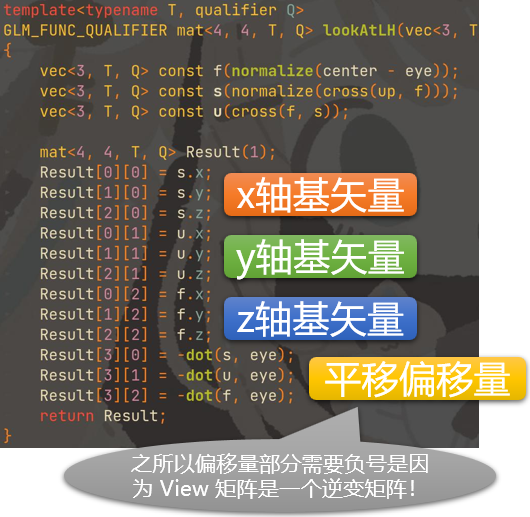 template<typename T, qualifier Q>
GLM_FUNC_QUALIFIER mat<4, 4, T, Q> lookAtLH(vec<3, T
{
vec<3, T, Q> const f(normalize(center - eye));
vec<3, T, Q> const s(normalize(cross(up, f)));
vec<3, T, Q> const u(cross(f, s));
mat<4, 4, T, Q> Result(1);
Result[0][0] = s.x;
Result[1][0] = s.y;
Result[2][0] = s.z;
x轴基矢量
Result[0][1] = u.x;
Result[1][1] = u.y;
Result[2][1] = u.z;
y轴基矢量
Result[0][2] = f.x;
Result[1][2] = f.y;
Result[2][2] = f.z;
z轴基矢量
Result[3][0] = -dot(s, eye);
Result[3][1] = -dot(u, eye);
Result[3][2] = -dot(f, eye);
平移偏移量
return Result;
}
之所以偏移量部分需要负号是因
为 View 矩阵是一个逆变矩阵！